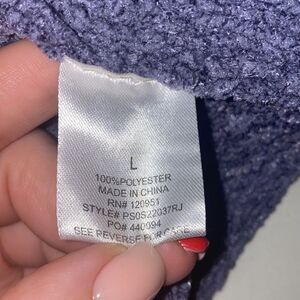 L
100%POLYESTER
MADE IN CHINA
RN# 120951
STYLE# PS0S22037RJ
PO# 440094
SEE REVERSE FOR CARE